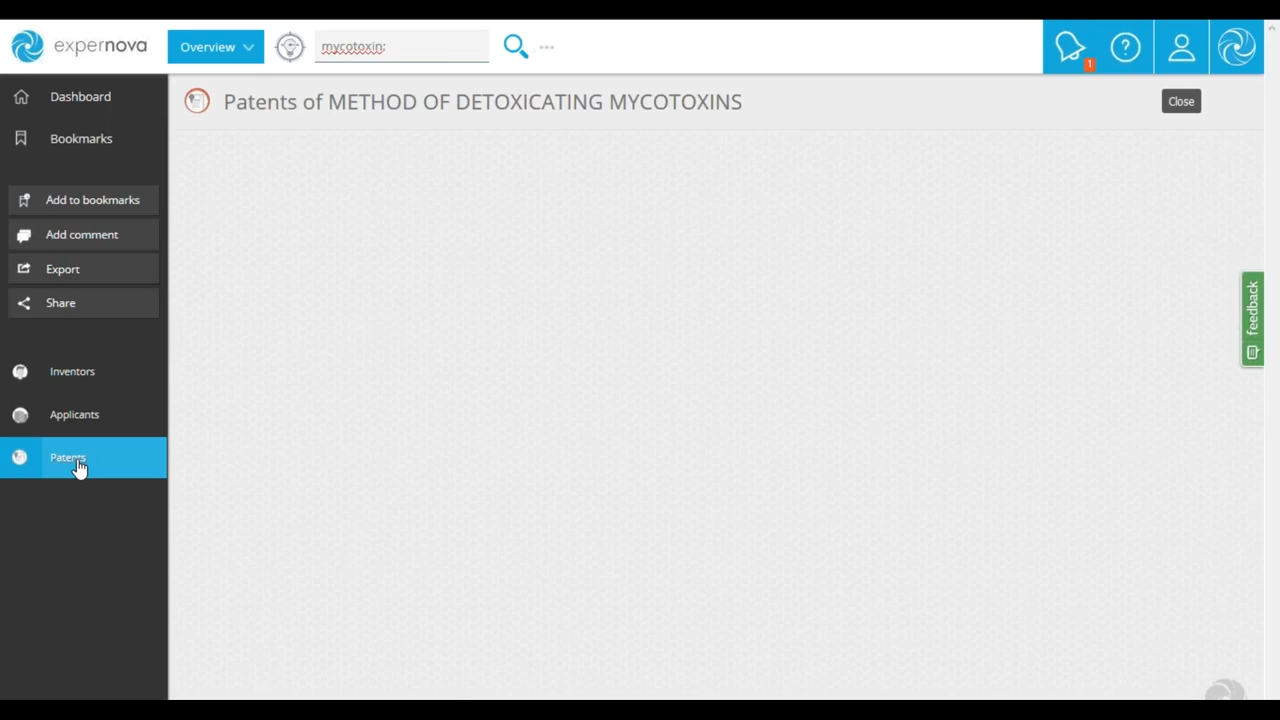 expernova
Overview
mycotoxin;
1
Dashboard
Patents of METHOD OF DETOXICATING MYCOTOXINS
Close
Bookmarks
Add to bookmarks
Add comment
Export
Share
feedback
Inventors
Applicants
Patents